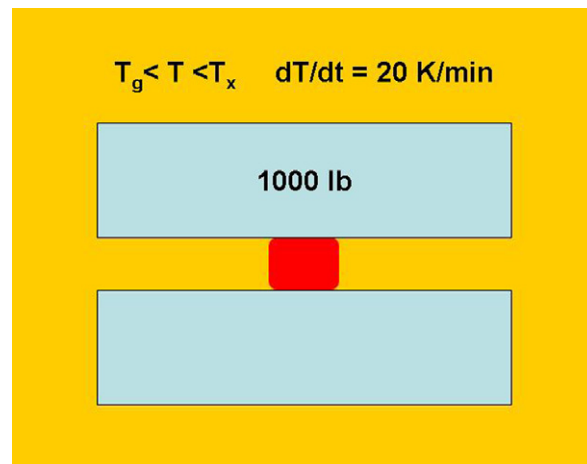 Tg< T <Tx dT/dt = 20 K/min
1000 lb